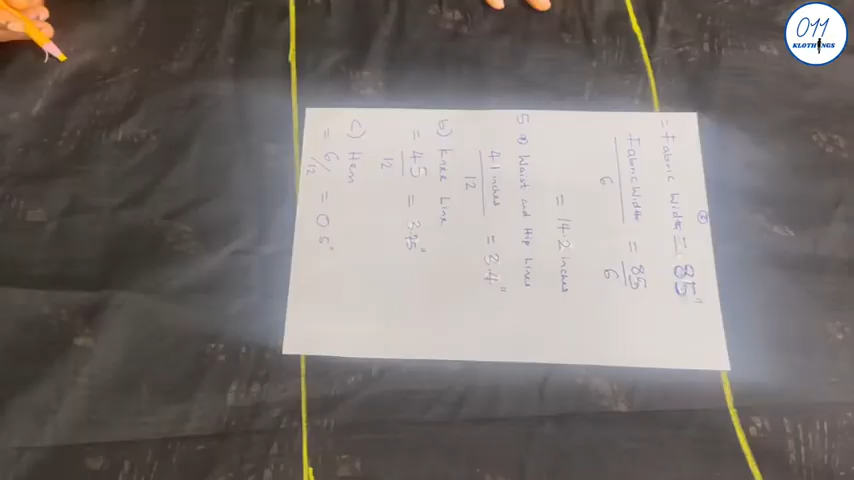 ②
= Fabric Width = 85"
Fabric Width = 85
6 6
= 14.2 inches
5 a) Waist and Hip Lines
41 inches = 3.4"
12
b) Knee Line
= 45 = 3.75"
12
c) Hem
= 6/12 = 0.5"
011
KLOTHINGS